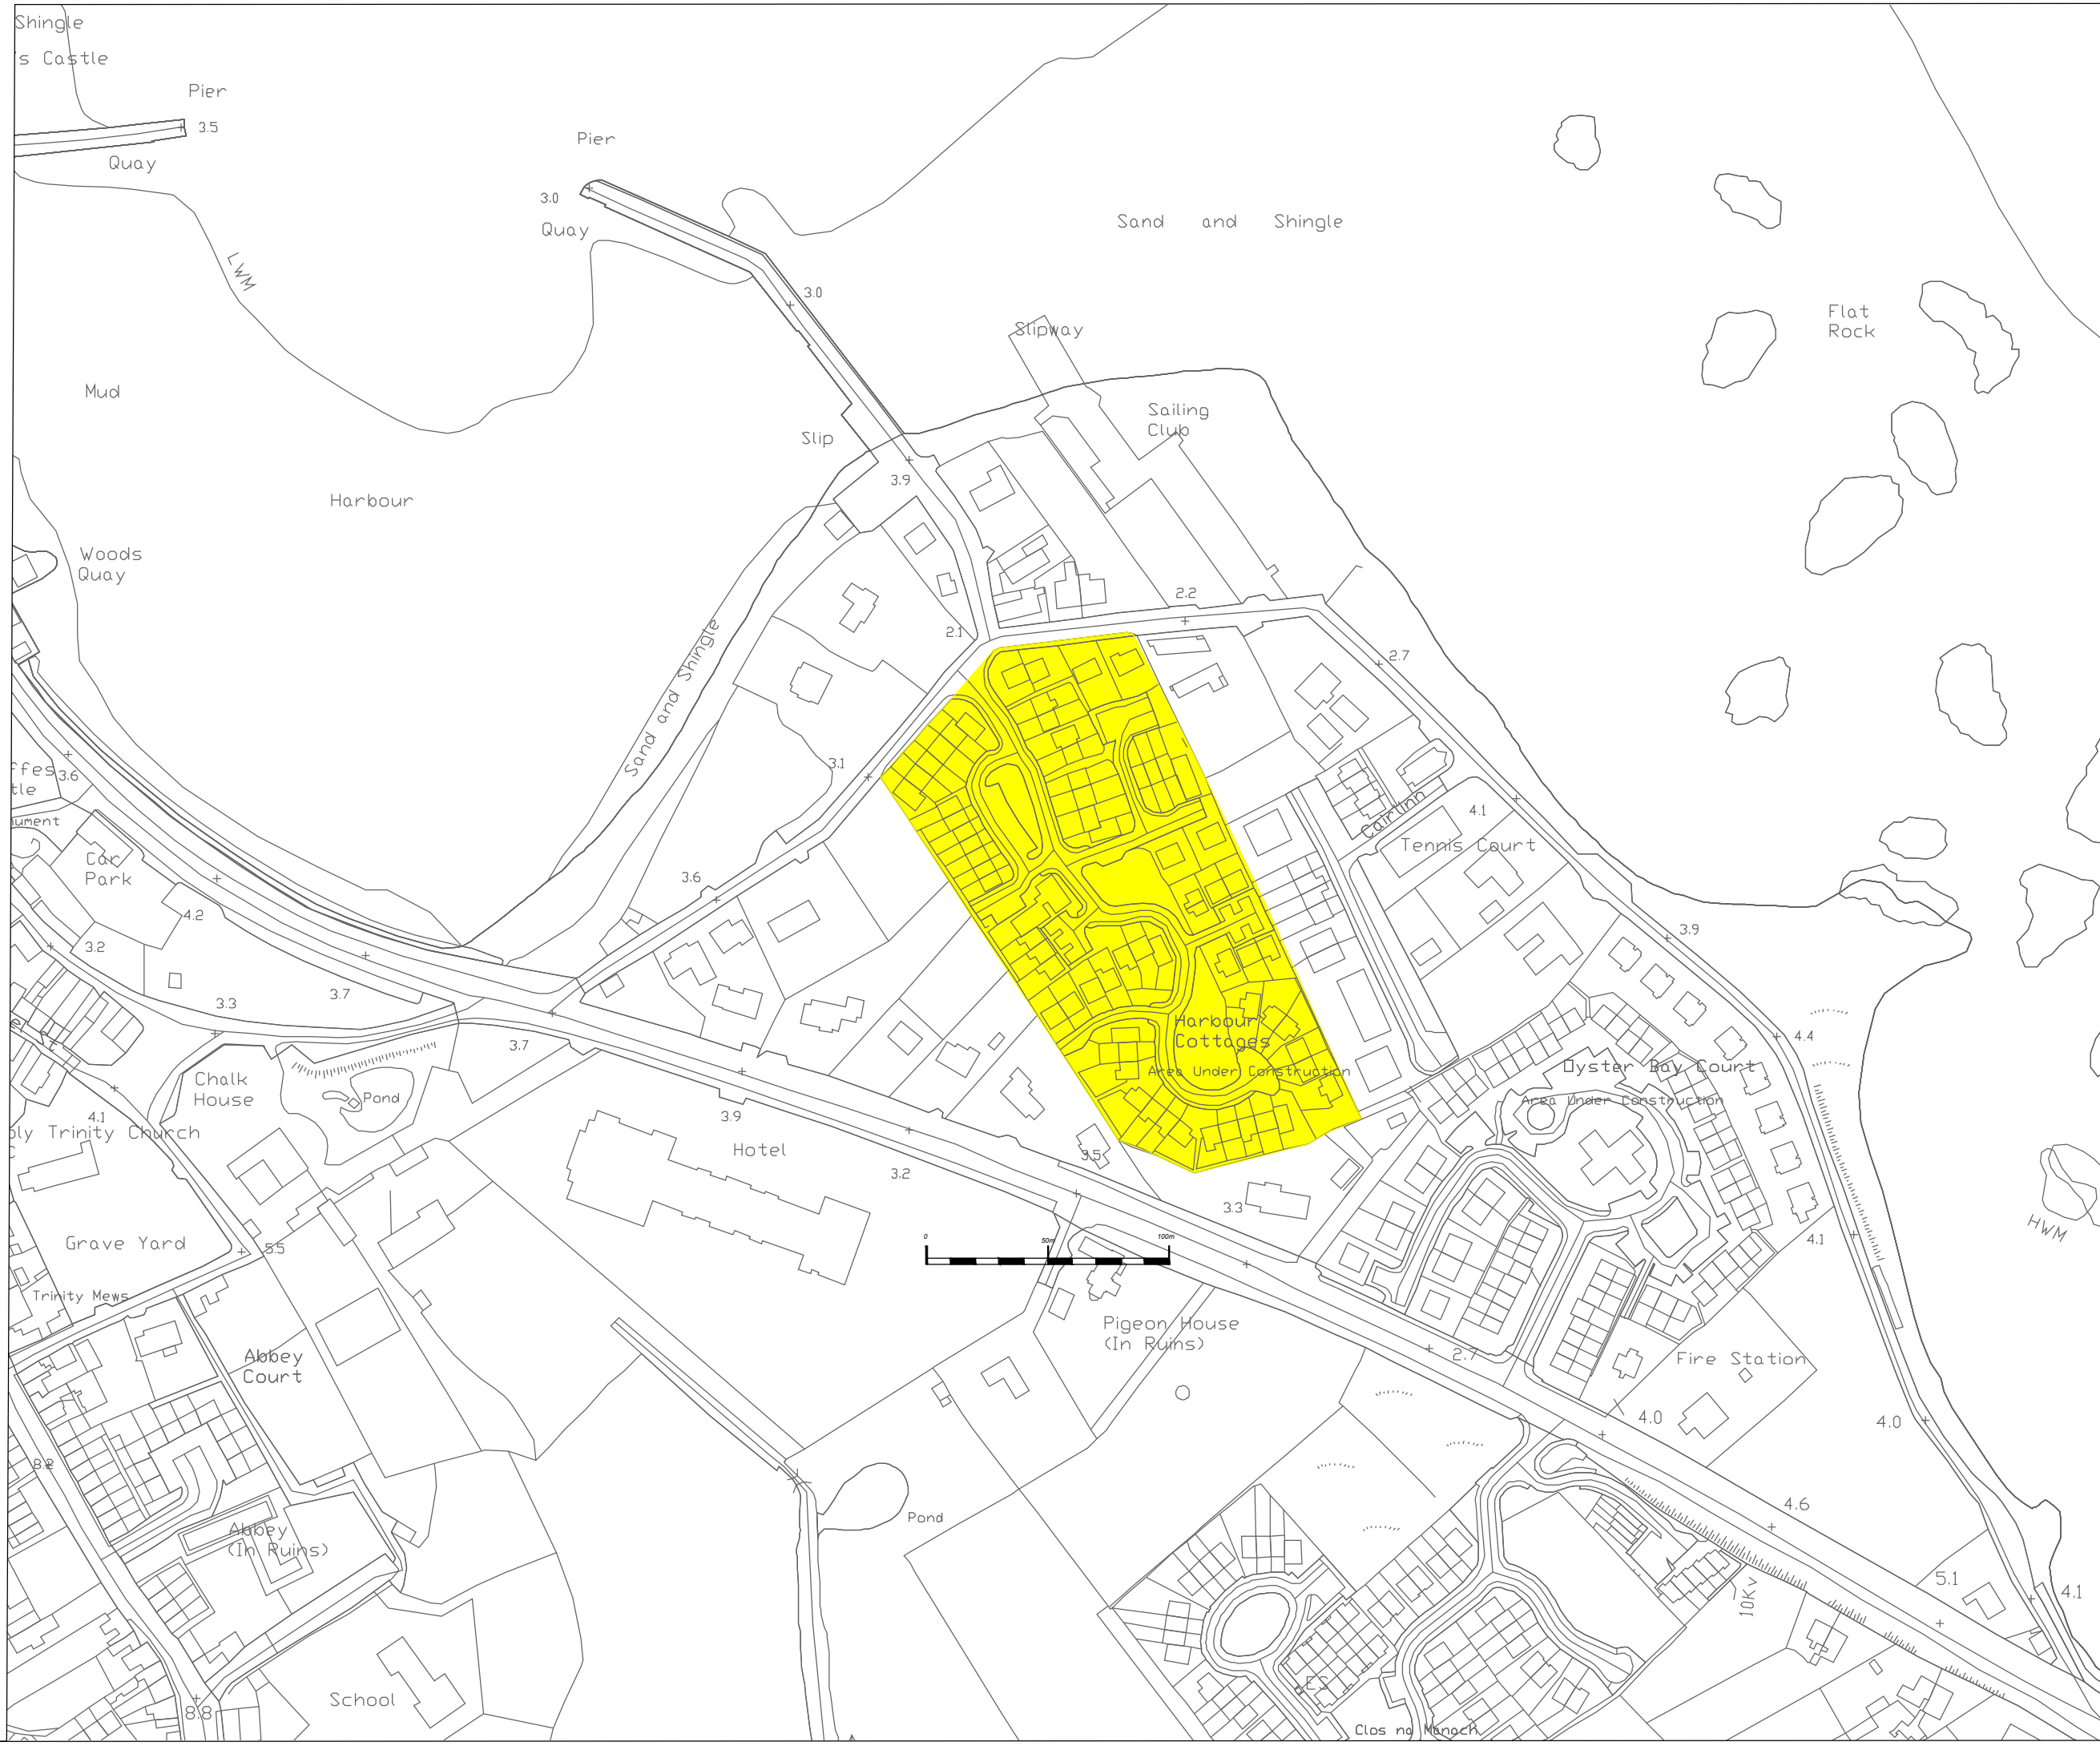 Shingle
's Castle
Pier
3.5
Quay
Pier
3.0
Quay
LWM
Sand and Shingle
3.0
Slipway
Flat
Rock
Mud
Sailing
Club
Slip
3.9
Harbour
Woods
Quay
2.2
2.1
Sand and Shingle
2.7
3.1
ffes
3.6
tle
ument
4.1
Cairlinn
Tennis Court
Car
Park
3.6
4.2
3.2
3.9
3.7
3.3
Harbour
Cottages
4.4
3.7
Area Under Construction
Oyster Bay Court
Area Under Construction
Chalk
House
Pond
4.1
oly Trinity Church
C
3.9
Hotel
3.5
3.2
3.3
HWM
Grave Yard
5.5
0
50m
100m
4.1
Trinity Mews
Pigeon House
(In Ruins)
Abbey
Court
2.7
Fire Station
4.0
4.0
8.2
4.6
Pond
Abbey
(In Ruins)
5.1
10Kv
4.1
ES
School
8.8
Clos na Manach